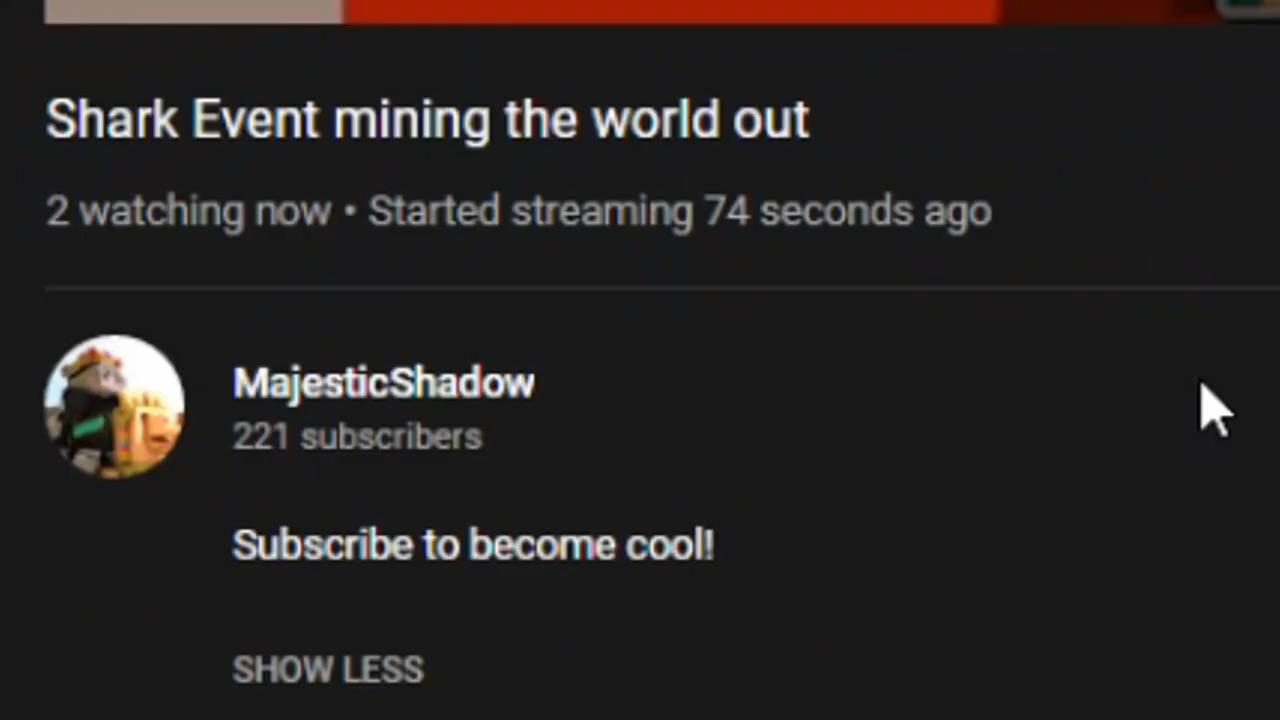 Shark Event mining the world out
2 watching now • Started streaming 74 seconds ago
MajesticShadow
221 subscribers
Subscribe to become cool!
SHOW LESS